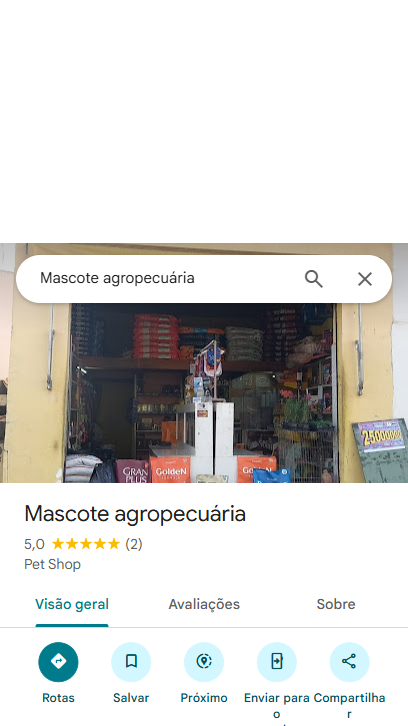 Mascote agropecuária
GRAN
PLUS
GoldeN
GoldeN
25000000
Mascote agropecuária
5,0 (2)
Pet Shop
Visão geral
Avaliações
Sobre
Rotas
Salvar
Próximo
Enviar para
o
Compartilha
r